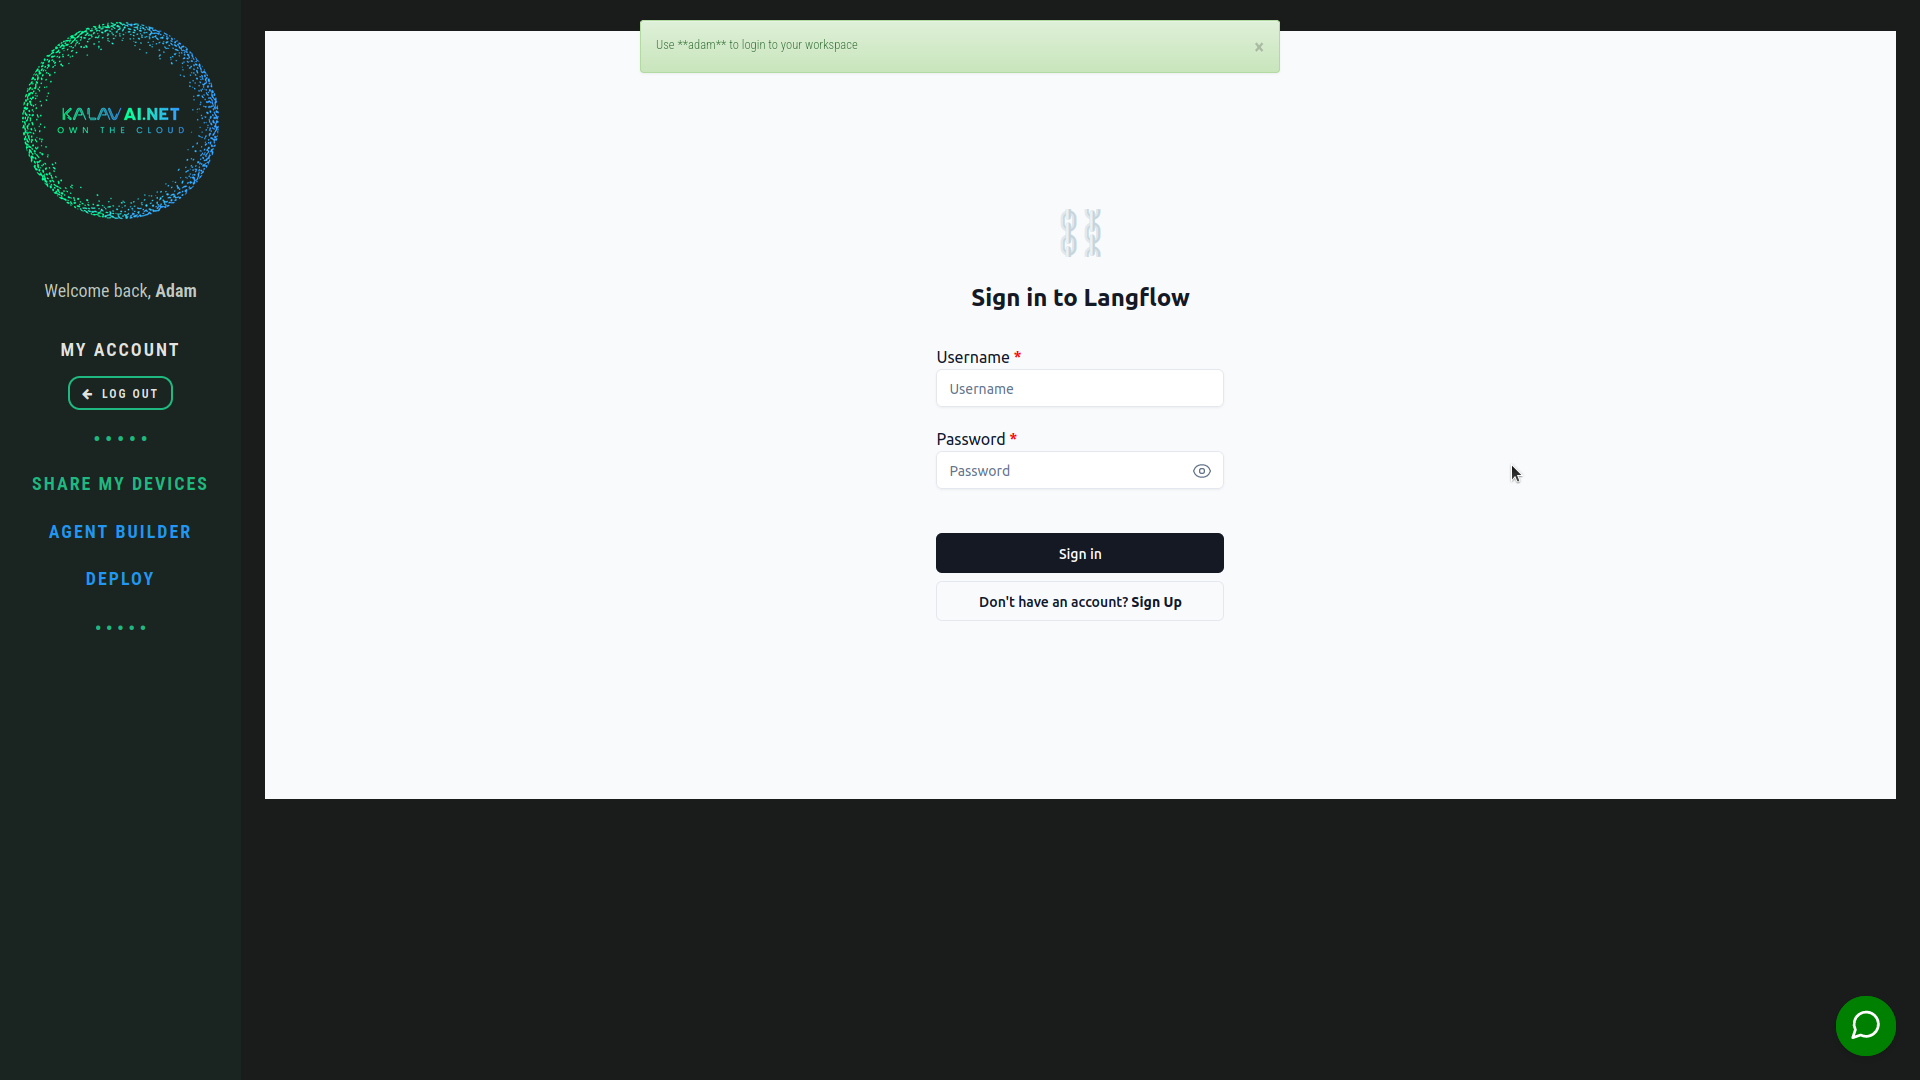 KALAVAI.NET
OWN THE CLOUD
Welcome back, Adam
MY ACCOUNT
LOG OUT
SHARE MY DEVICES
AGENT BUILDER
DEPLOY
Use **adam** to login to your workspace
×
Sign in to Langflow
Username *
Username
Password *
Password
Sign in
Don't have an account? Sign Up